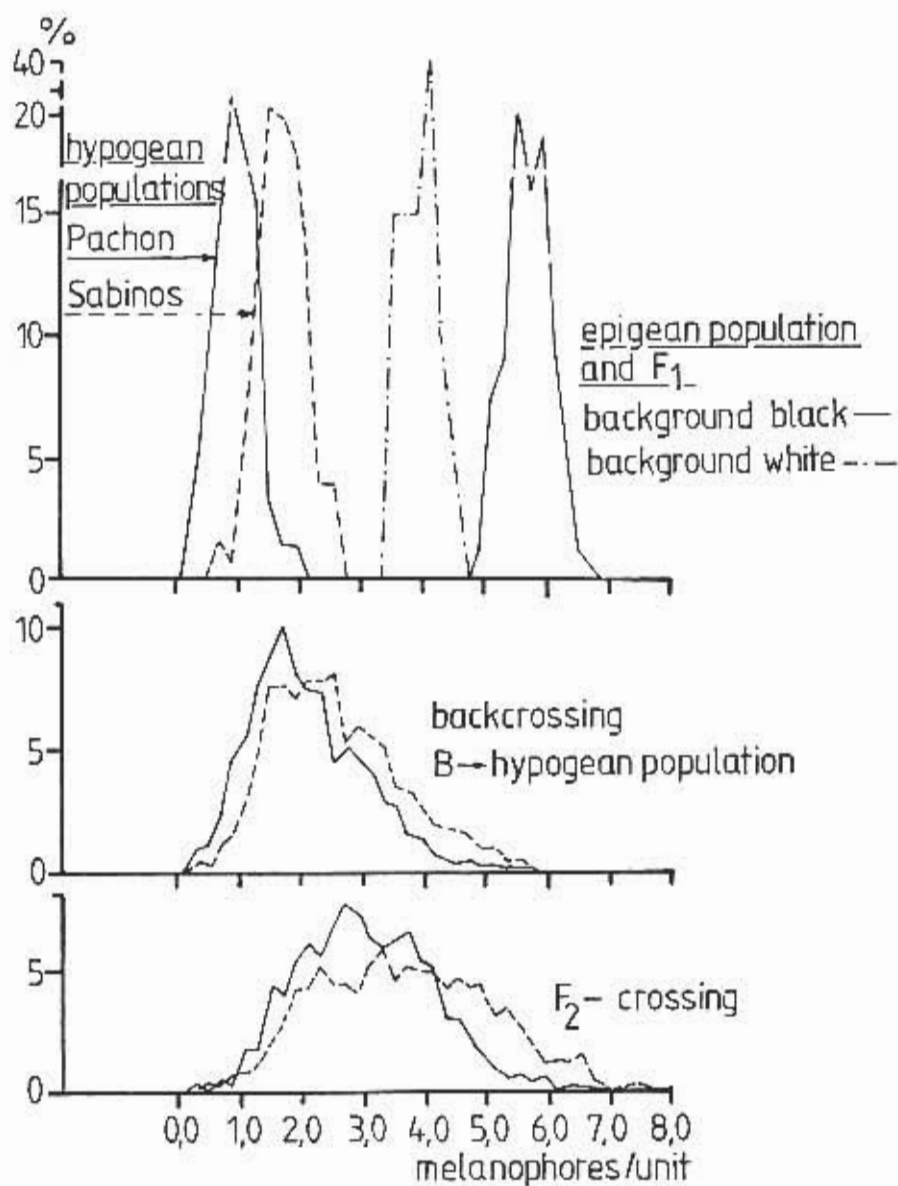 %
40
20
15
10
5
0
hypogean
populations
Pachon
Sabinos
epigean population
and F1
background black
background white
10
5
0
backcrossing
B→hypogean population
5
0
F2- crossing
0,0 1,0 2,0 3,0 4,0 5,0 6,0 7,0 8,0
melanophores/unit